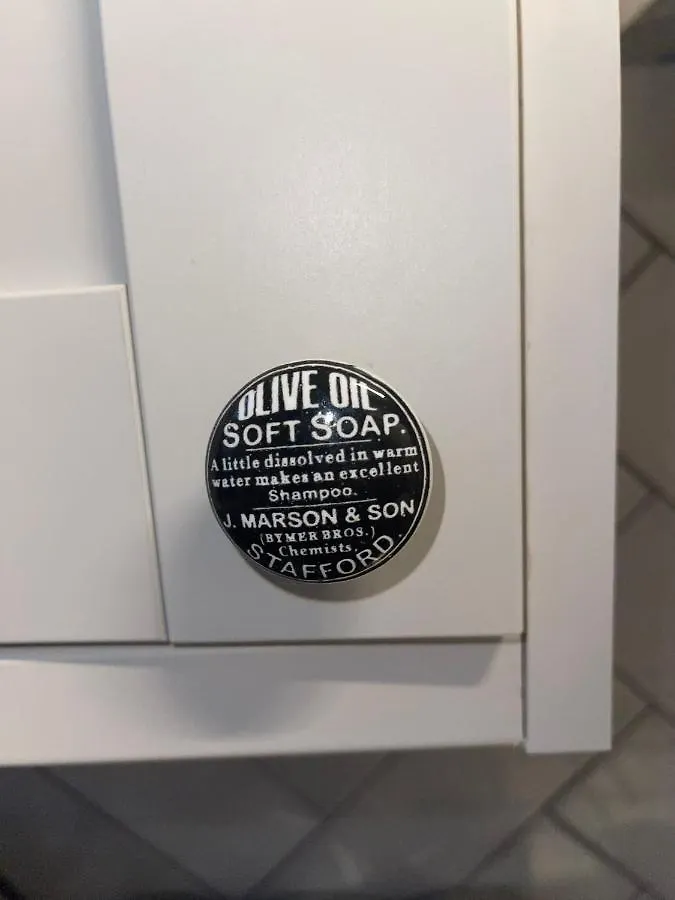 OLIVE OIL
SOFT SOAP.
A little dissolved in warm
water makes an excellent
Shampoo.
J. MARSON & SON
(BYMER BROS.)
Chemists.
STAFFORD.